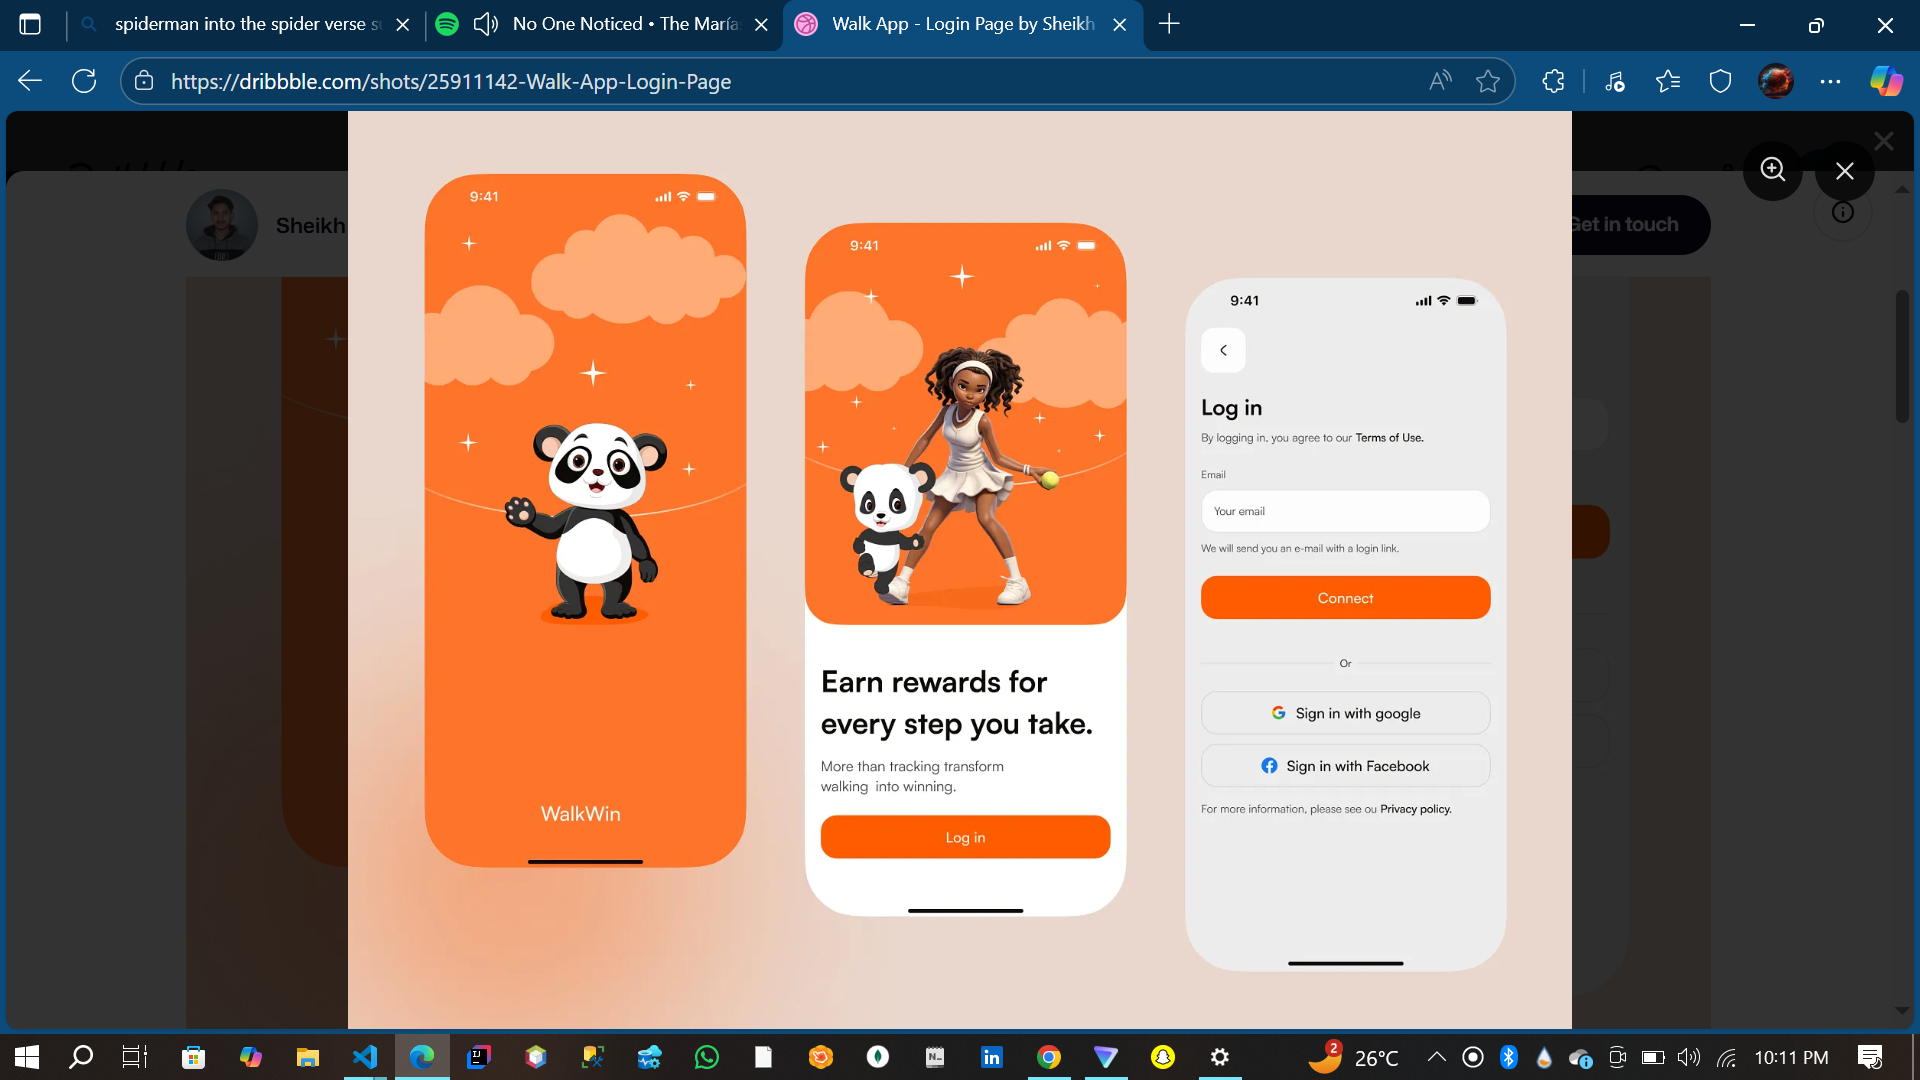 spiderman into the spider verse s
No One Noticed • The Marías
Walk App - Login Page by Sheikh
https://dribbble.com/shots/25911142-Walk-App-Login-Page
Sheikh
Get in touch
9:41
WalkWin
9:41
Earn rewards for
every step you take.
More than tracking transform
walking into winning.
Log in
9:41
Log in
By logging in, you agree to our Terms of Use.
Email
Your email
We will send you an e-mail with a login link.
Connect
Or
Sign in with google
Sign in with Facebook
For more information, please see ou Privacy policy.
2
26°C
10:11 PM